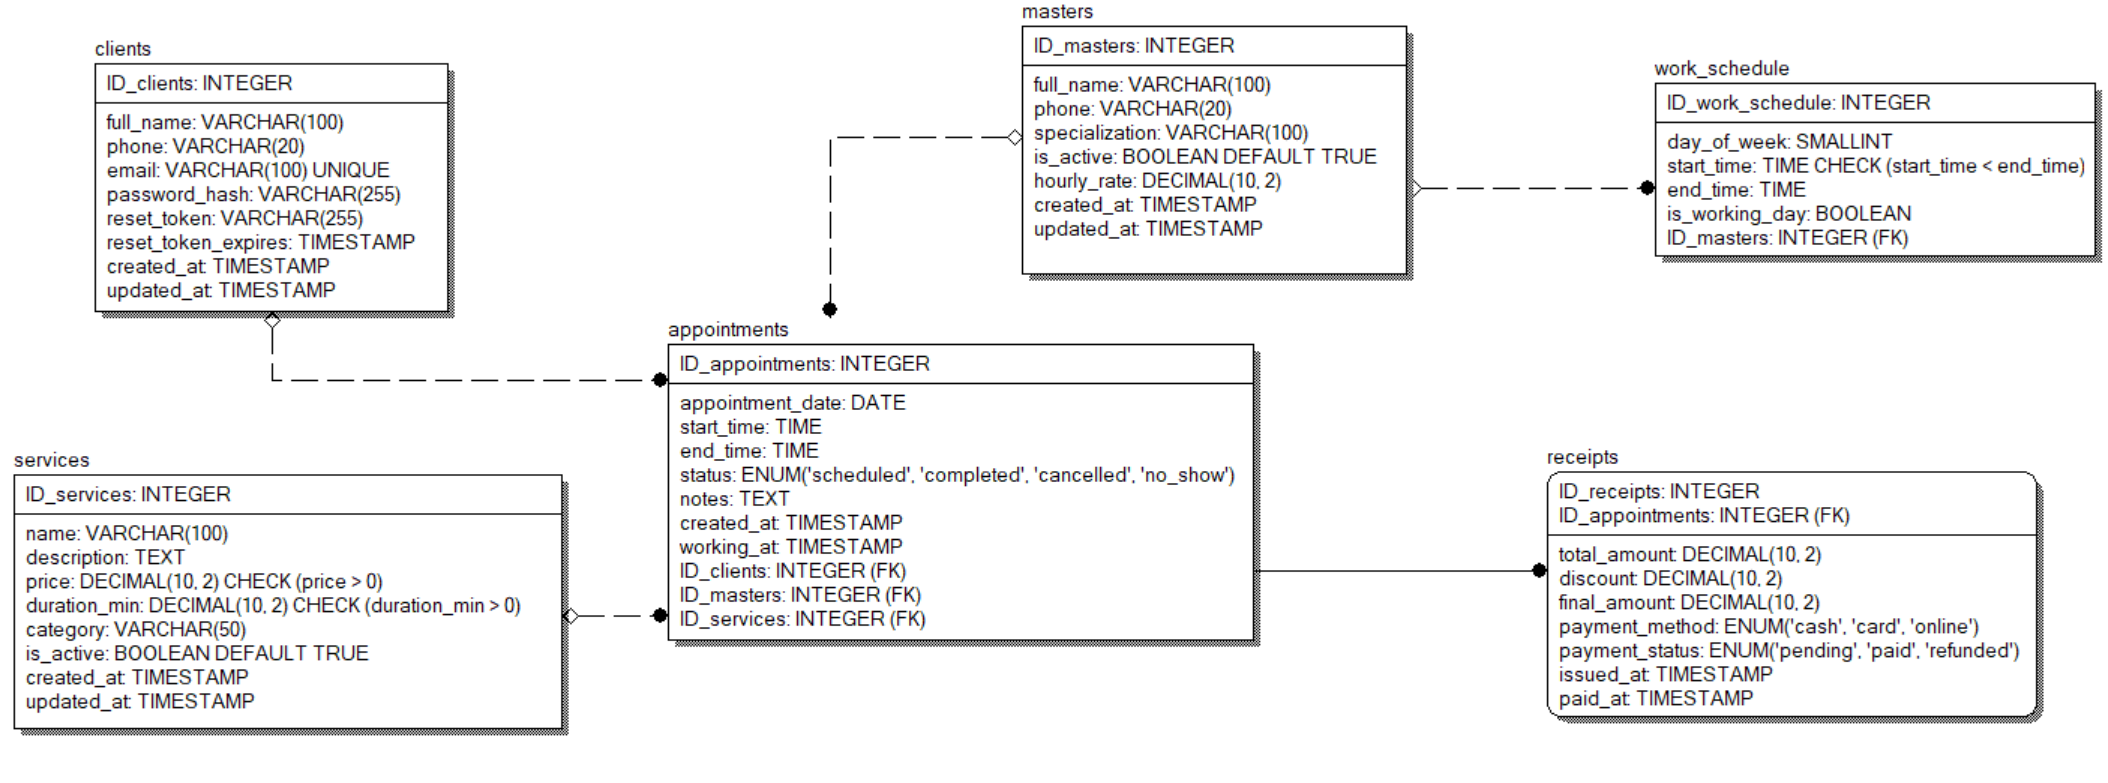 clients
ID_clients: INTEGER
full_name: VARCHAR(100)
phone: VARCHAR(20)
email: VARCHAR(100) UNIQUE
password_hash: VARCHAR(255)
reset_token: VARCHAR(255)
reset_token_expires: TIMESTAMP
created_at: TIMESTAMP
updated_at: TIMESTAMP
masters
ID_masters: INTEGER
full_name: VARCHAR(100)
phone: VARCHAR(20)
specialization: VARCHAR(100)
is_active: BOOLEAN DEFAULT TRUE
hourly_rate: DECIMAL(10, 2)
created_at: TIMESTAMP
updated_at: TIMESTAMP
work_schedule
ID_work_schedule: INTEGER
day_of_week: SMALLINT
start_time: TIME CHECK (start_time < end_time)
end_time: TIME
is_working_day: BOOLEAN
ID_masters: INTEGER (FK)
appointments
ID_appointments: INTEGER
appointment_date: DATE
start_time: TIME
end_time: TIME
status: ENUM('scheduled', 'completed', 'cancelled', 'no_show')
notes: TEXT
created_at: TIMESTAMP
working_at: TIMESTAMP
ID_clients: INTEGER (FK)
ID_masters: INTEGER (FK)
ID_services: INTEGER (FK)
services
ID_services: INTEGER
name: VARCHAR(100)
description: TEXT
price: DECIMAL(10, 2) CHECK (price > 0)
duration_min: DECIMAL(10, 2) CHECK (duration_min > 0)
category: VARCHAR(50)
is_active: BOOLEAN DEFAULT TRUE
created_at: TIMESTAMP
updated_at: TIMESTAMP
receipts
ID_receipts: INTEGER
ID_appointments: INTEGER (FK)
total_amount: DECIMAL(10, 2)
discount: DECIMAL(10, 2)
final_amount: DECIMAL(10, 2)
payment_method: ENUM('cash', 'card', 'online')
payment_status: ENUM('pending', 'paid', 'refunded')
issued_at: TIMESTAMP
paid_at: TIMESTAMP